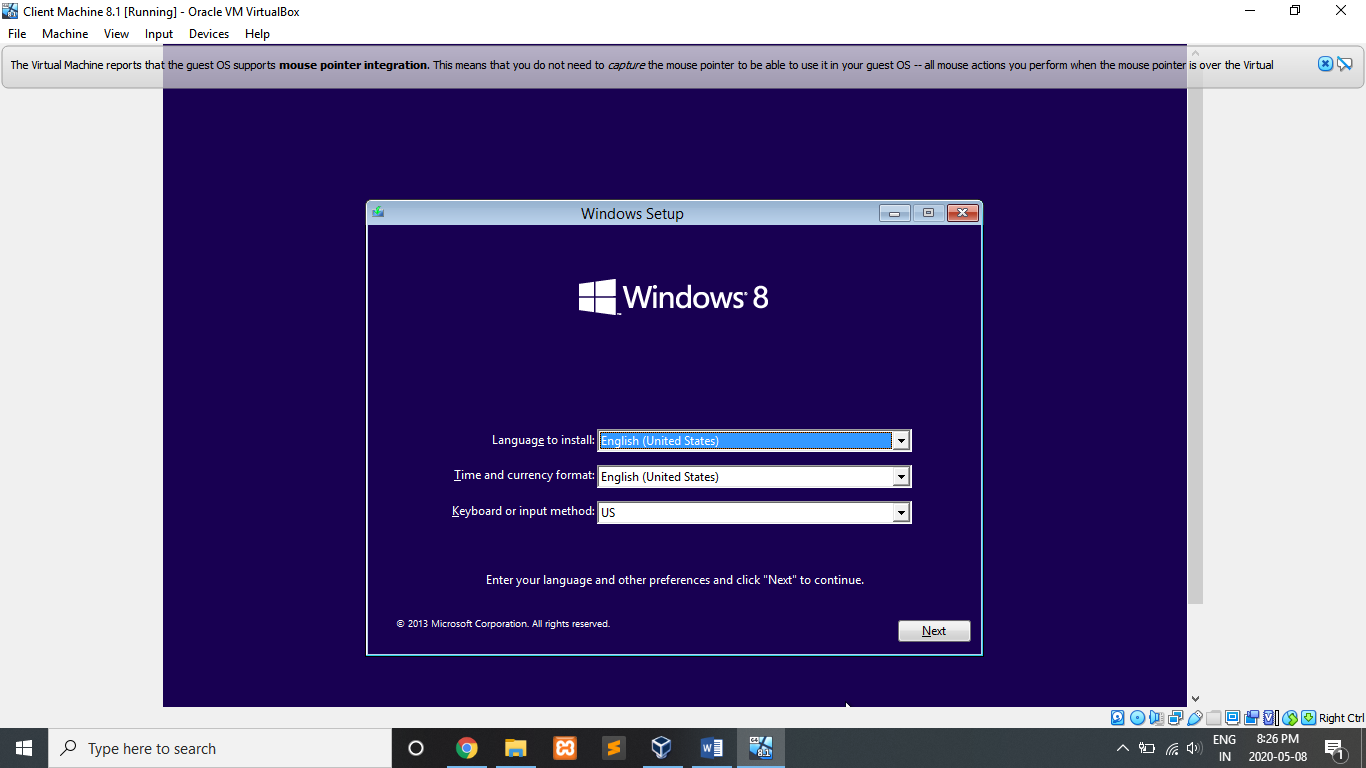 Client Machine 8.1 [Running] - Oracle VM VirtualBox
File Machine View Input Devices Help
The Virtual Machine reports that the guest OS supports mouse pointer integration. This means that you do not need to capture the mouse pointer to be able to use it in your guest OS -- all mouse actions you perform when the mouse pointer is over the Virtual
Windows Setup
Windows 8
Language to install: English (United States)
Time and currency format: English (United States)
Keyboard or input method: US
Enter your language and other preferences and click "Next" to continue.
© 2013 Microsoft Corporation. All rights reserved.
Next
Right Ctrl
Type here to search
ENG
IN
8:26 PM
2020-05-08
1